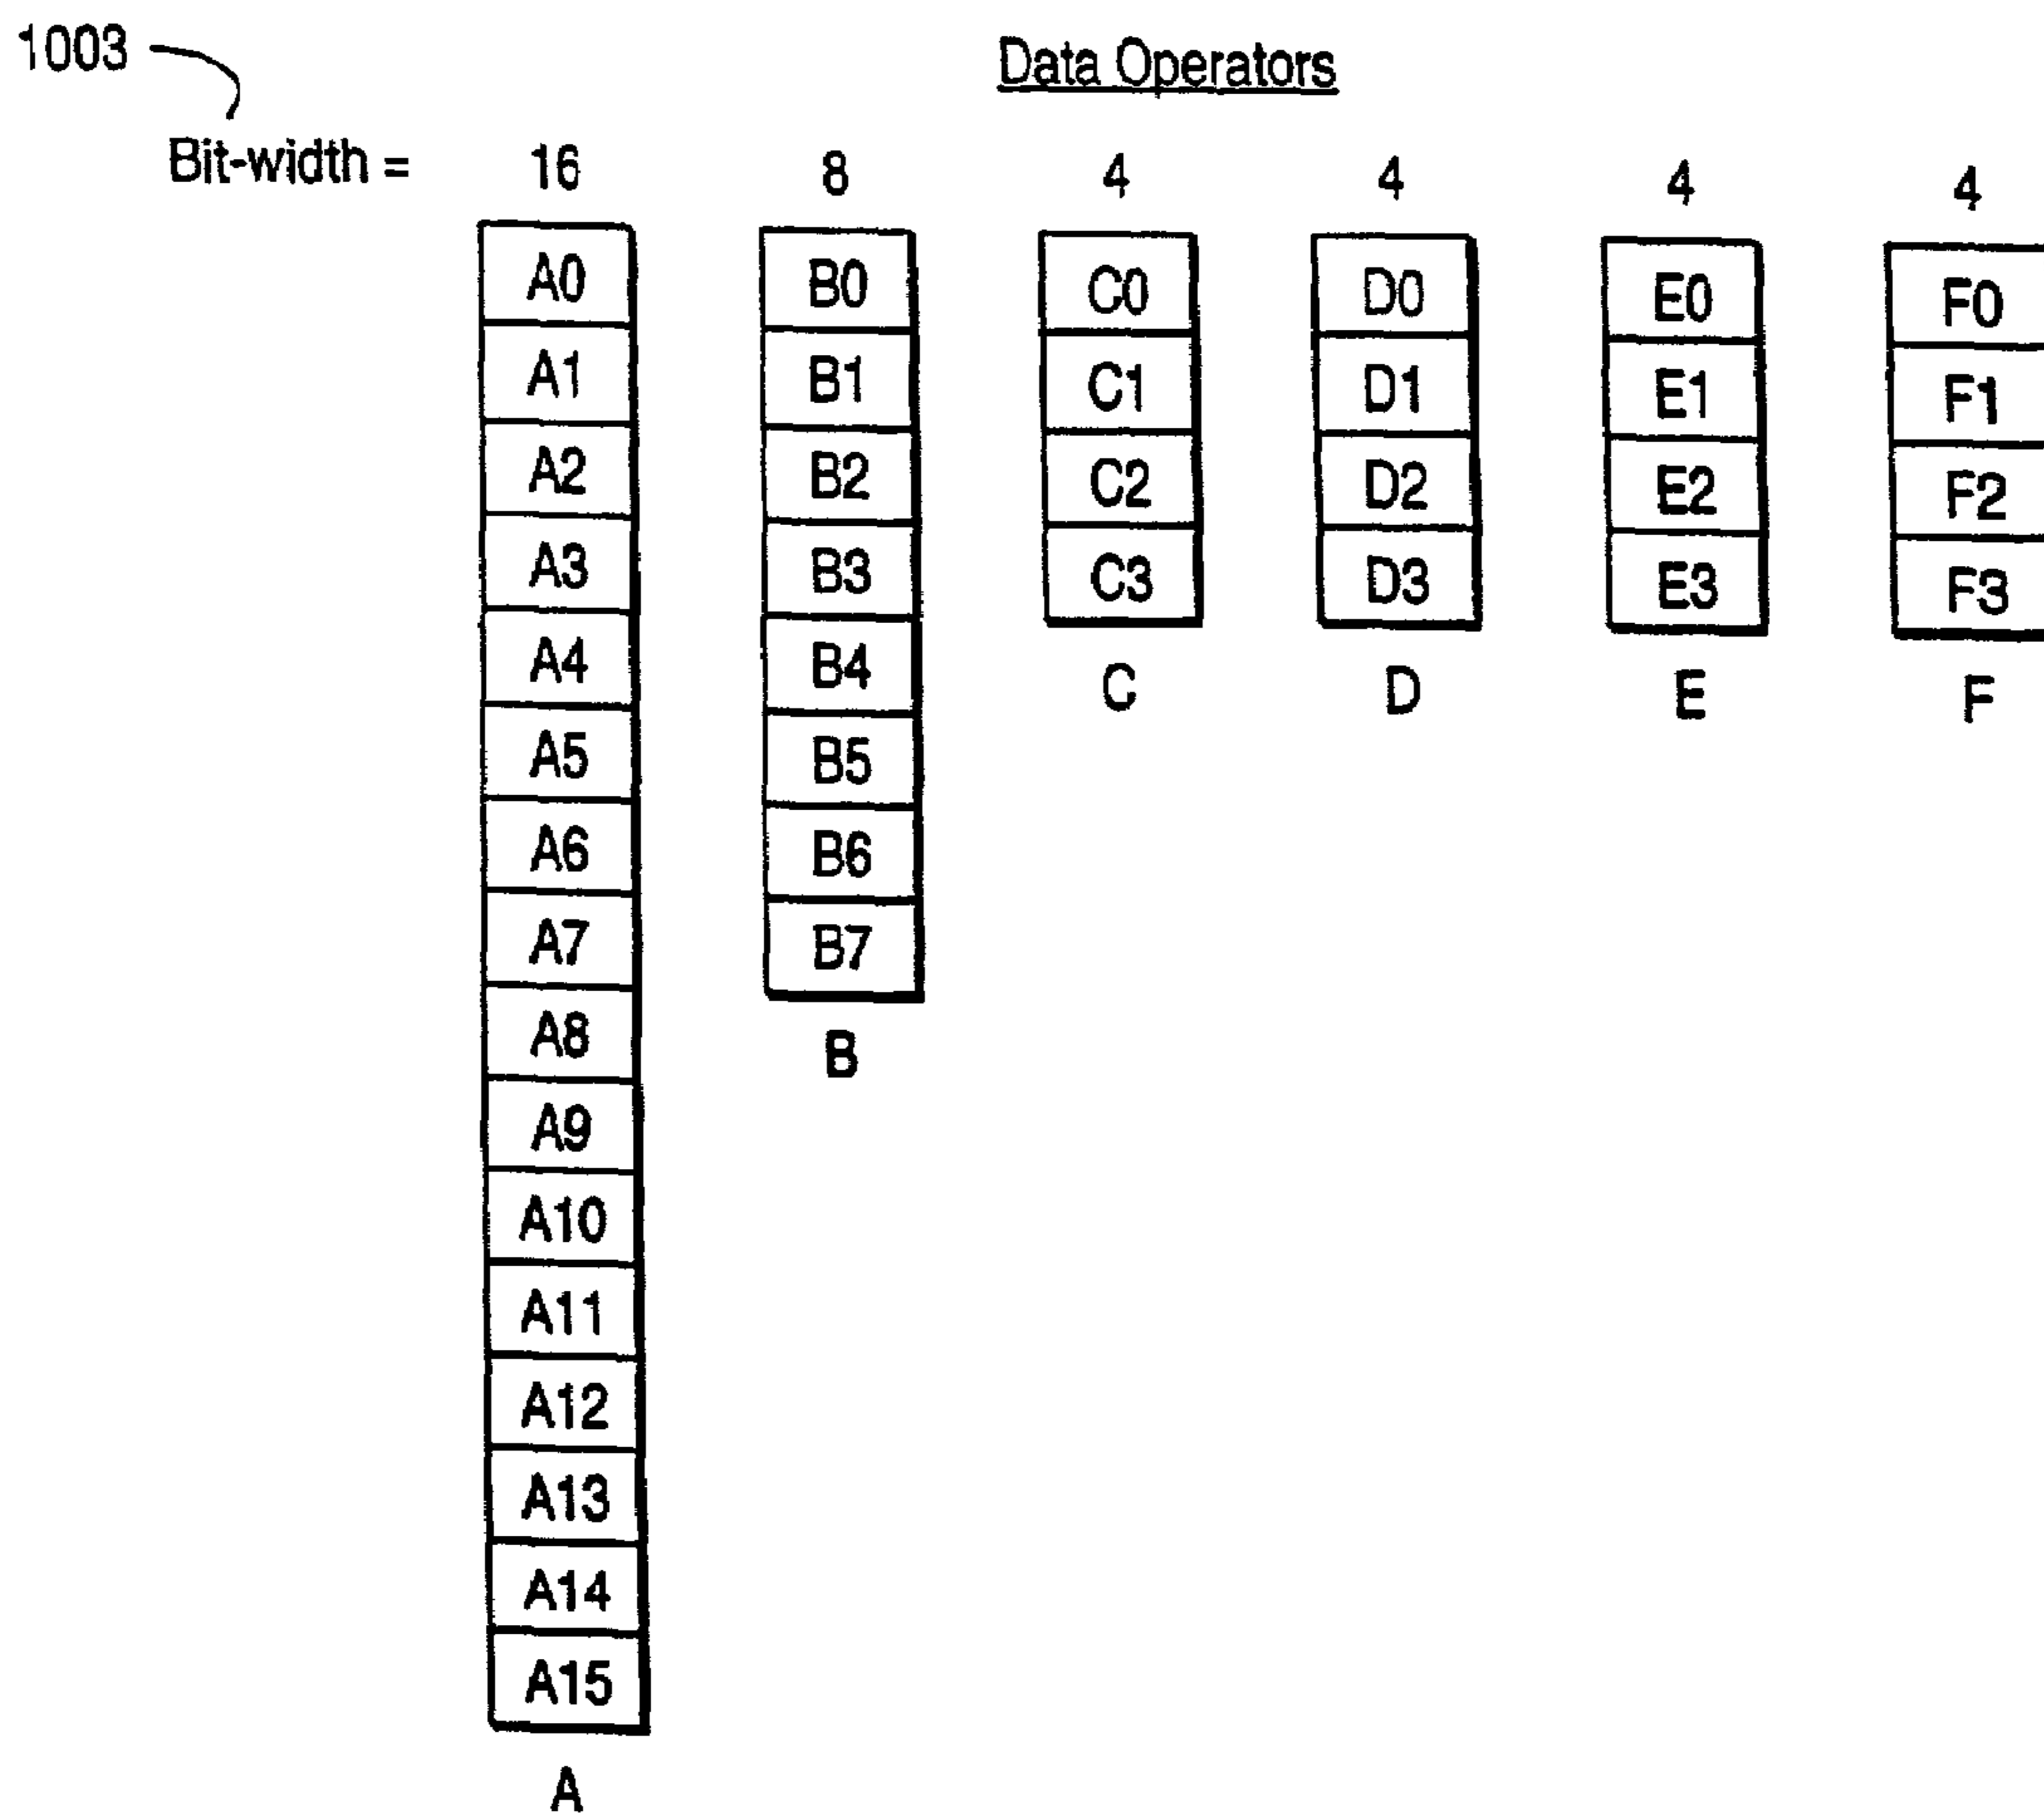 1003
Data Operators
Bit-width = 16 8 4 4 4 4
A0 B0 C0 D0 E0 F0
A1 B1 C1 D1 E1 F1
A2 B2 C2 D2 E2 F2
A3 B3 C3 D3 E3 F3
A4 B4 C D E F
A5 B5
A6 B6
A7 B7
A8 B
A9
A10
A11
A12
A13
A14
A15
A